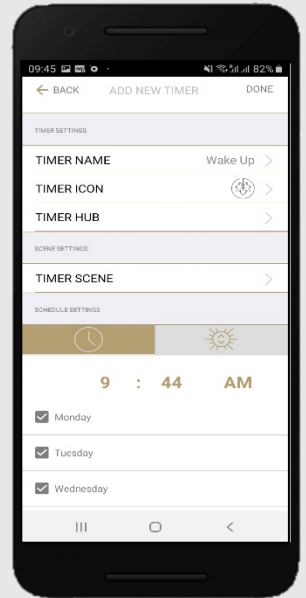 09:45 82%
← BACK ADD NEW TIMER DONE
TIMER SETTINGS
TIMER NAME Wake Up >
TIMER ICON >
TIMER HUB >
SCENE SETTINGS
TIMER SCENE >
SCHEDULE SETTINGS
9 : 44 AM
Monday
Tuesday
Wednesday